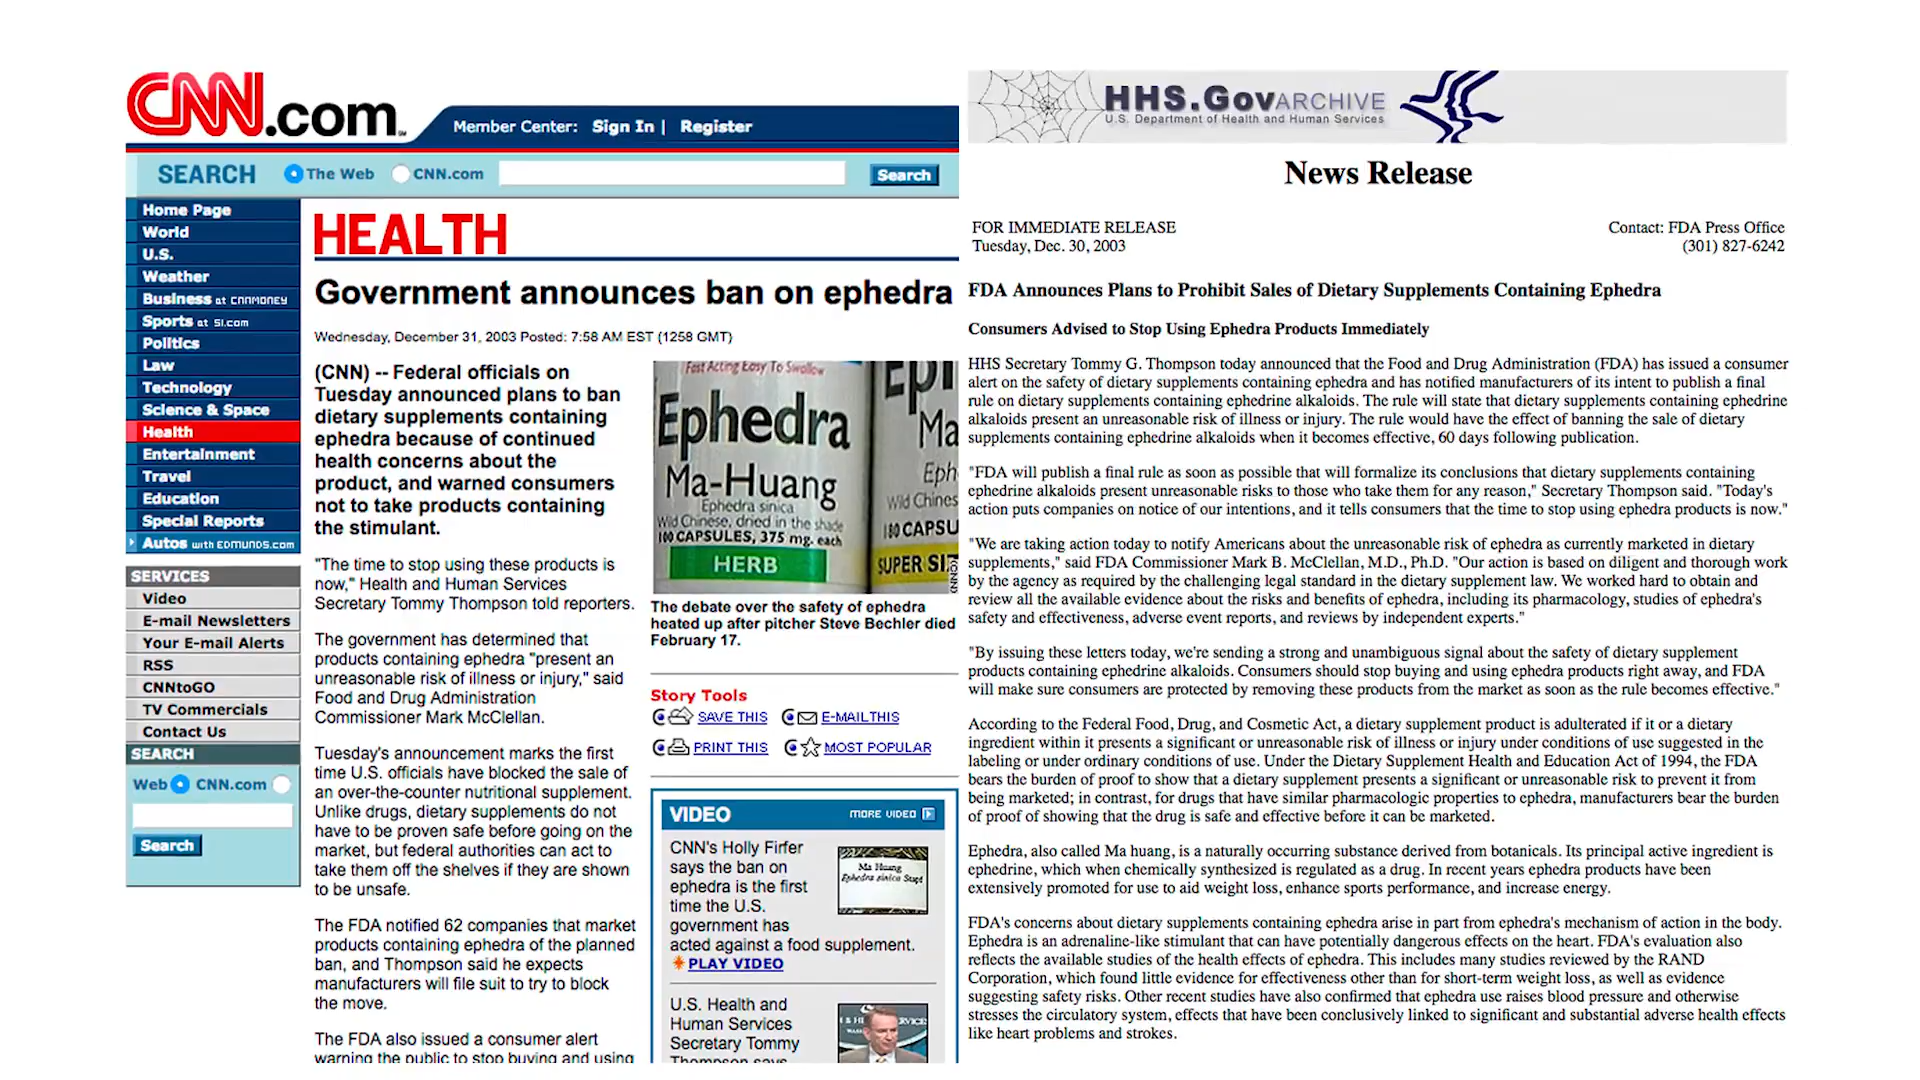 CNN.com
Member Center: Sign In | Register
SEARCH The Web CNN.com Search
Home Page
World
U.S.
Weather
Business at CNNMONEY
Sports at SI.com
Politics
Law
Technology
Science & Space
Health
Entertainment
Travel
Education
Special Reports
Autos with EDMUNDS.com
SERVICES
Video
E-mail Newsletters
Your E-mail Alerts
RSS
CNNtoGO
TV Commercials
Contact Us
SEARCH
Web CNN.com
Search
HEALTH
Government announces ban on ephedra
Wednesday, December 31, 2003 Posted: 7:58 AM EST (1258 GMT)
(CNN) -- Federal officials on
Tuesday announced plans to ban
dietary supplements containing
ephedra because of continued
health concerns about the
product, and warned consumers
not to take products containing
the stimulant.
"The time to stop using these products is
now," Health and Human Services
Secretary Tommy Thompson told reporters.
The government has determined that
products containing ephedra "present an
unreasonable risk of illness or injury," said
Food and Drug Administration
Commissioner Mark McClellan.
Tuesday's announcement marks the first
time U.S. officials have blocked the sale of
an over-the-counter nutritional supplement.
Unlike drugs, dietary supplements do not
have to be proven safe before going on the
market, but federal authorities can act to
take them off the shelves if they are shown
to be unsafe.
The FDA notified 62 companies that market
products containing ephedra of the planned
ban, and Thompson said he expects
manufacturers will file suit to try to block
the move.
The FDA also issued a consumer alert
warning the public to stop buying and using
Fast Acting Easy To Swallow
Ephedra
Ma-Huang
Ephedra sinica
Wild Chinese, dried in the shade
100 CAPSULES, 375 mg. each
HERB
Ma
Eph
Wild Chines
180 CAPSU
SUPER SI
The debate over the safety of ephedra
heated up after pitcher Steve Bechler died
February 17.
Story Tools
SAVE THIS E-MAIL THIS
PRINT THIS MOST POPULAR
VIDEO MORE VIDEO
CNN's Holly Firfer
says the ban on
ephedra is the first
time the U.S.
government has
acted against a food supplement.
PLAY VIDEO
Ma Huang
Ephedra sinica Stapf
U.S. Health and
Human Services
Secretary Tommy
Thompson says
HHS.Gov ARCHIVE
U.S. Department of Health and Human Services
News Release
FOR IMMEDIATE RELEASE
Tuesday, Dec. 30, 2003
Contact: FDA Press Office
(301) 827-6242
FDA Announces Plans to Prohibit Sales of Dietary Supplements Containing Ephedra
Consumers Advised to Stop Using Ephedra Products Immediately
HHS Secretary Tommy G. Thompson today announced that the Food and Drug Administration (FDA) has issued a consumer
alert on the safety of dietary supplements containing ephedra and has notified manufacturers of its intent to publish a final
rule on dietary supplements containing ephedrine alkaloids. The rule will state that dietary supplements containing ephedrine
alkaloids present an unreasonable risk of illness or injury. The rule would have the effect of banning the sale of dietary
supplements containing ephedrine alkaloids when it becomes effective, 60 days following publication.
"FDA will publish a final rule as soon as possible that will formalize its conclusions that dietary supplements containing
ephedrine alkaloids present unreasonable risks to those who take them for any reason," Secretary Thompson said. "Today's
action puts companies on notice of our intentions, and it tells consumers that the time to stop using ephedra products is now."
"We are taking action today to notify Americans about the unreasonable risk of ephedra as currently marketed in dietary
supplements," said FDA Commissioner Mark B. McClellan, M.D., Ph.D. "Our action is based on diligent and thorough work
by the agency as required by the challenging legal standard in the dietary supplement law. We worked hard to obtain and
review all the available evidence about the risks and benefits of ephedra, including its pharmacology, studies of ephedra's
safety and effectiveness, adverse event reports, and reviews by independent experts."
"By issuing these letters today, we're sending a strong and unambiguous signal about the safety of dietary supplement
products containing ephedrine alkaloids. Consumers should stop buying and using ephedra products right away, and FDA
will make sure consumers are protected by removing these products from the market as soon as the rule becomes effective."
According to the Federal Food, Drug, and Cosmetic Act, a dietary supplement product is adulterated if it or a dietary
ingredient within it presents a significant or unreasonable risk of illness or injury under conditions of use suggested in the
labeling or under ordinary conditions of use. Under the Dietary Supplement Health and Education Act of 1994, the FDA
bears the burden of proof to show that a dietary supplement presents a significant or unreasonable risk to prevent it from
being marketed; in contrast, for drugs that have similar pharmacologic properties to ephedra, manufacturers bear the burden
of proof of showing that the drug is safe and effective before it can be marketed.
Ephedra, also called Ma huang, is a naturally occurring substance derived from botanicals. Its principal active ingredient is
ephedrine, which when chemically synthesized is regulated as a drug. In recent years ephedra products have been
extensively promoted for use to aid weight loss, enhance sports performance, and increase energy.
FDA's concerns about dietary supplements containing ephedra arise in part from ephedra's mechanism of action in the body.
Ephedra is an adrenaline-like stimulant that can have potentially dangerous effects on the heart. FDA's evaluation also
reflects the available studies of the health effects of ephedra. This includes many studies reviewed by the RAND
Corporation, which found little evidence for effectiveness other than for short-term weight loss, as well as evidence
suggesting safety risks. Other recent studies have also confirmed that ephedra use raises blood pressure and otherwise
stresses the circulatory system, effects that have been conclusively linked to significant and substantial adverse health effects
like heart problems and strokes.